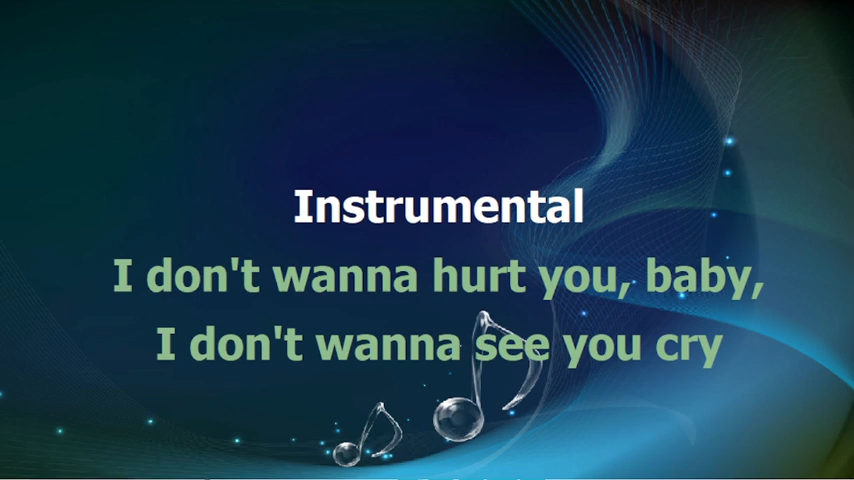 Instrumental
I don't wanna hurt you, baby,
I don't wanna see you cry